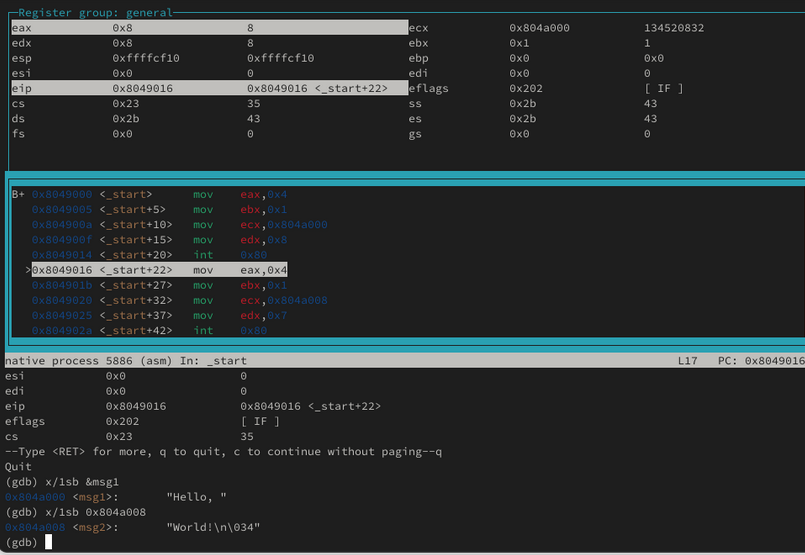 Register group: general
eax 0x8 8 ecx 0x804a000 134520832
edx 0x8 8 ebx 0x1 1
esp 0xffffcf10 0xffffcf10 ebp 0x0 0x0
esi 0x0 0 edi 0x0 0
eip 0x8049016 0x8049016 <_start+22> eflags 0x202 [ IF ]
cs 0x23 35 ss 0x2b 43
ds 0x2b 43 es 0x2b 43
fs 0x0 0 gs 0x0 0
B+ 0x8049000 <_start> mov eax,0x4
0x8049005 <_start+5> mov ebx,0x1
0x804900a <_start+10> mov ecx,0x804a000
0x804900f <_start+15> mov edx,0x8
0x8049014 <_start+20> int 0x80
>0x8049016 <_start+22> mov eax,0x4
0x804901b <_start+27> mov ebx,0x1
0x8049020 <_start+32> mov ecx,0x804a008
0x8049025 <_start+37> mov edx,0x7
0x804902a <_start+42> int 0x80
native process 5886 (asm) In: _start L17 PC: 0x8049016
esi 0x0 0
edi 0x0 0
eip 0x8049016 0x8049016 <_start+22>
eflags 0x202 [ IF ]
cs 0x23 35
--Type <RET> for more, q to quit, c to continue without paging--q
Quit
(gdb) x/1sb &msg1
0x804a000 <msg1>: "Hello, "
(gdb) x/1sb 0x804a008
0x804a008 <msg2>: "World!\n\034"
(gdb)